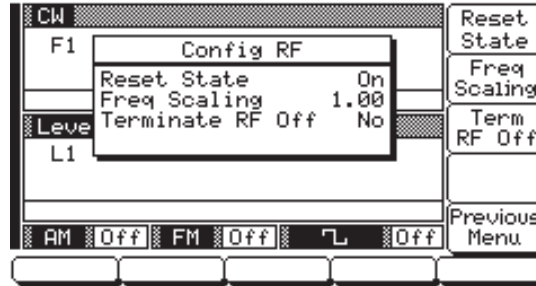 CW
F1
Config RF
Reset State On
Freq Scaling 1.00
Terminate RF Off No
Leve
L1
AM Off FM Off Off
Reset
State
Freq
Scaling
Term
RF Off
Previous
Menu